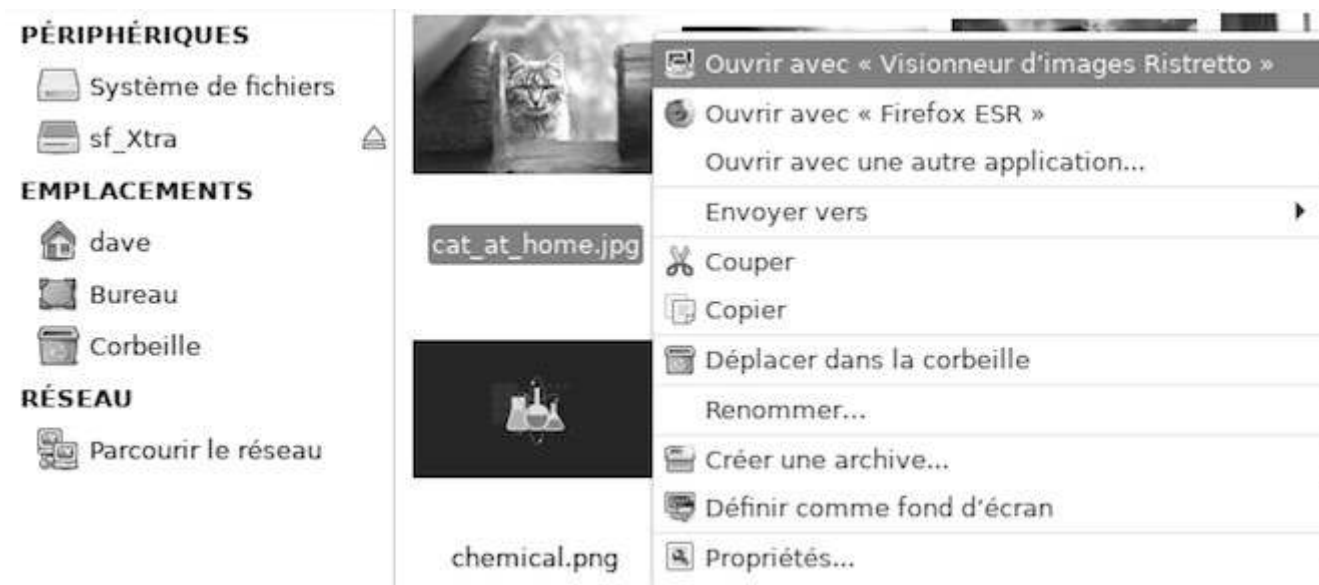 PÉRIPHÉRIQUES
Système de fichiers
sf_Xtra
EMPLACEMENTS
dave
Bureau
Corbeille
RÉSEAU
Parcourir le réseau
cat_at_home.jpg
chemical.png
Ouvrir avec « Visionneur d’images Ristretto »
Ouvrir avec « Firefox ESR »
Ouvrir avec une autre application...
Envoyer vers
Couper
Copier
Déplacer dans la corbeille
Renommer...
Créer une archive...
Définir comme fond d’écran
Propriétés...